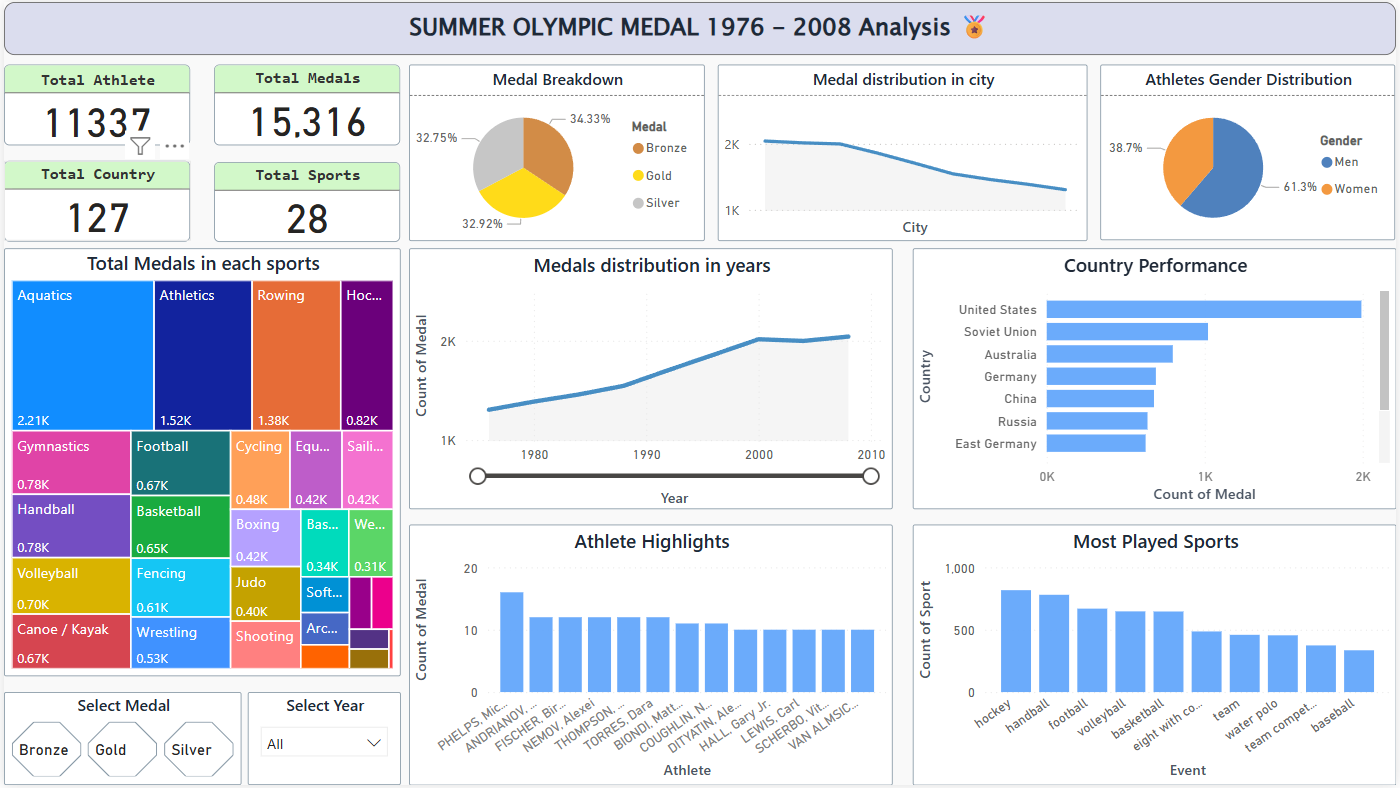 SUMMER OLYMPIC MEDAL 1976 – 2008 Analysis
Total Athlete
11337
Total Medals
15,316
Total Country
127
Total Sports
28
Medal Breakdown
34.33%
32.75%
32.92%
Medal
Bronze
Gold
Silver
Medal distribution in city
2K
1K
City
Athletes Gender Distribution
38.7%
61.3%
Gender
Men
Women
Total Medals in each sports
Aquatics
2.21K
Athletics
1.52K
Rowing
1.38K
Hoc...
0.82K
Gymnastics
0.78K
Handball
0.78K
Volleyball
0.70K
Canoe / Kayak
0.67K
Football
0.67K
Basketball
0.65K
Fencing
0.61K
Wrestling
0.53K
Cycling
0.48K
Equ...
0.42K
Saili...
0.42K
Boxing
0.42K
Judo
0.40K
Shooting
Bas...
0.34K
We...
0.31K
Soft...
Arc...
Medals distribution in years
Count of Medal
2K
1K
1980
1990
2000
2010
Year
Country Performance
Country
United States
Soviet Union
Australia
Germany
China
Russia
East Germany
0K
1K
2K
Count of Medal
Select Medal
Bronze
Gold
Silver
Select Year
All
Athlete Highlights
Count of Medal
20
10
0
PHELPS, Mic...
ANDRIANOV, ...
FISCHER, Bir...
NEMOV, Alexei
THOMPSON, ...
TORRES, Dara
BIONDI, Matt...
COUGHLIN, N...
DITYATIN, Ale...
HALL, Gary Jr.
LEWIS, Carl
SCHERBO, Vit...
VAN ALMSIC...
Athlete
Most Played Sports
Count of Sport
1,000
500
0
hockey
handball
football
volleyball
basketball
eight with co...
team
water polo
team compet...
baseball
Event